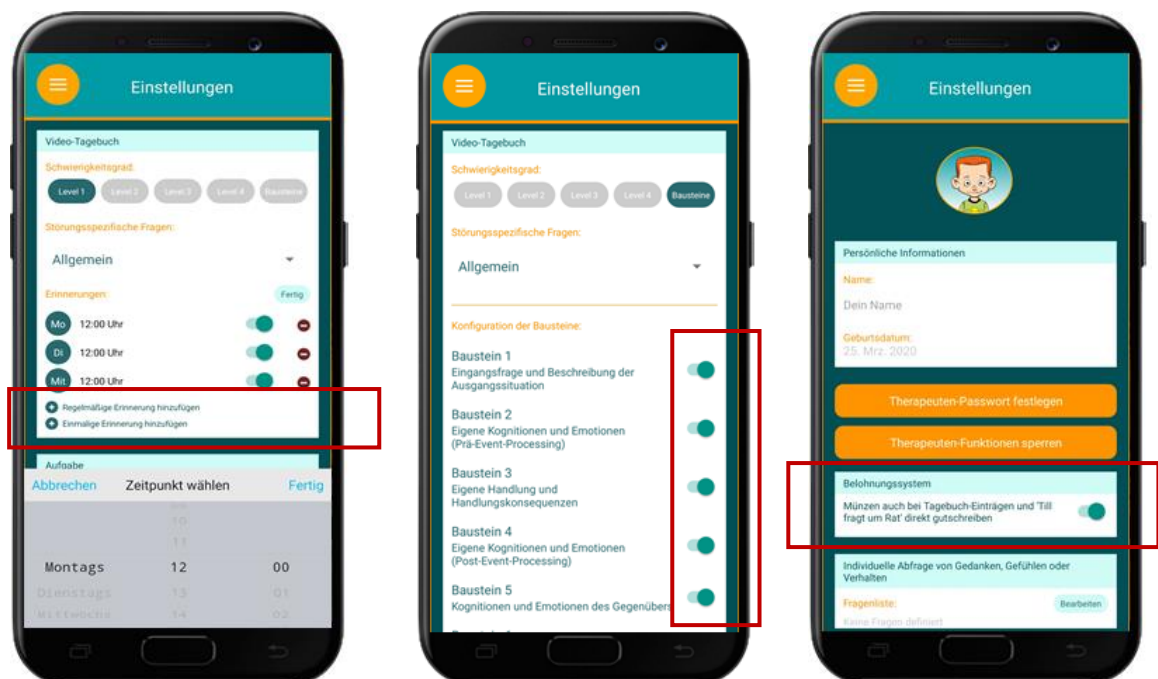 Einstellungen
Video-Tagebuch
Schwierigkeitsgrad:
Level 1 Level 2 Level 3 Level 4 Bausteine
Störungsspezifische Fragen:
Allgemein
Erinnerungen: Fertig
Mo 12:00 Uhr
Di 12:00 Uhr
Mit 12:00 Uhr
Regelmäßige Erinnerung hinzufügen
Einmalige Erinnerung hinzufügen
Aufgabe
Abbrechen Zeitpunkt wählen Fertig
10
11
Montags 12 00
Dienstags 13 01
Mittwochs 14 02
Einstellungen
Video-Tagebuch
Schwierigkeitsgrad:
Level 1 Level 2 Level 3 Level 4 Bausteine
Störungsspezifische Fragen:
Allgemein
Konfiguration der Bausteine:
Baustein 1
Eingangsfrage und Beschreibung der
Ausgangssituation
Baustein 2
Eigene Kognitionen und Emotionen
(Prä-Event-Processing)
Baustein 3
Eigene Handlung und
Handlungskonsequenzen
Baustein 4
Eigene Kognitionen und Emotionen
(Post-Event-Processing)
Baustein 5
Kognitionen und Emotionen des Gegenübers
Einstellungen
Persönliche Informationen
Name:
Dein Name
Geburtsdatum:
25. Mrz. 2020
Therapeuten-Passwort festlegen
Therapeuten-Funktionen sperren
Belohnungssystem
Münzen auch bei Tagebuch-Einträgen und 'Till
fragt um Rat' direkt gutschreiben
Individuelle Abfrage von Gedanken, Gefühlen oder
Verhalten
Fragenliste: Bearbeiten
Keine Fragen definiert